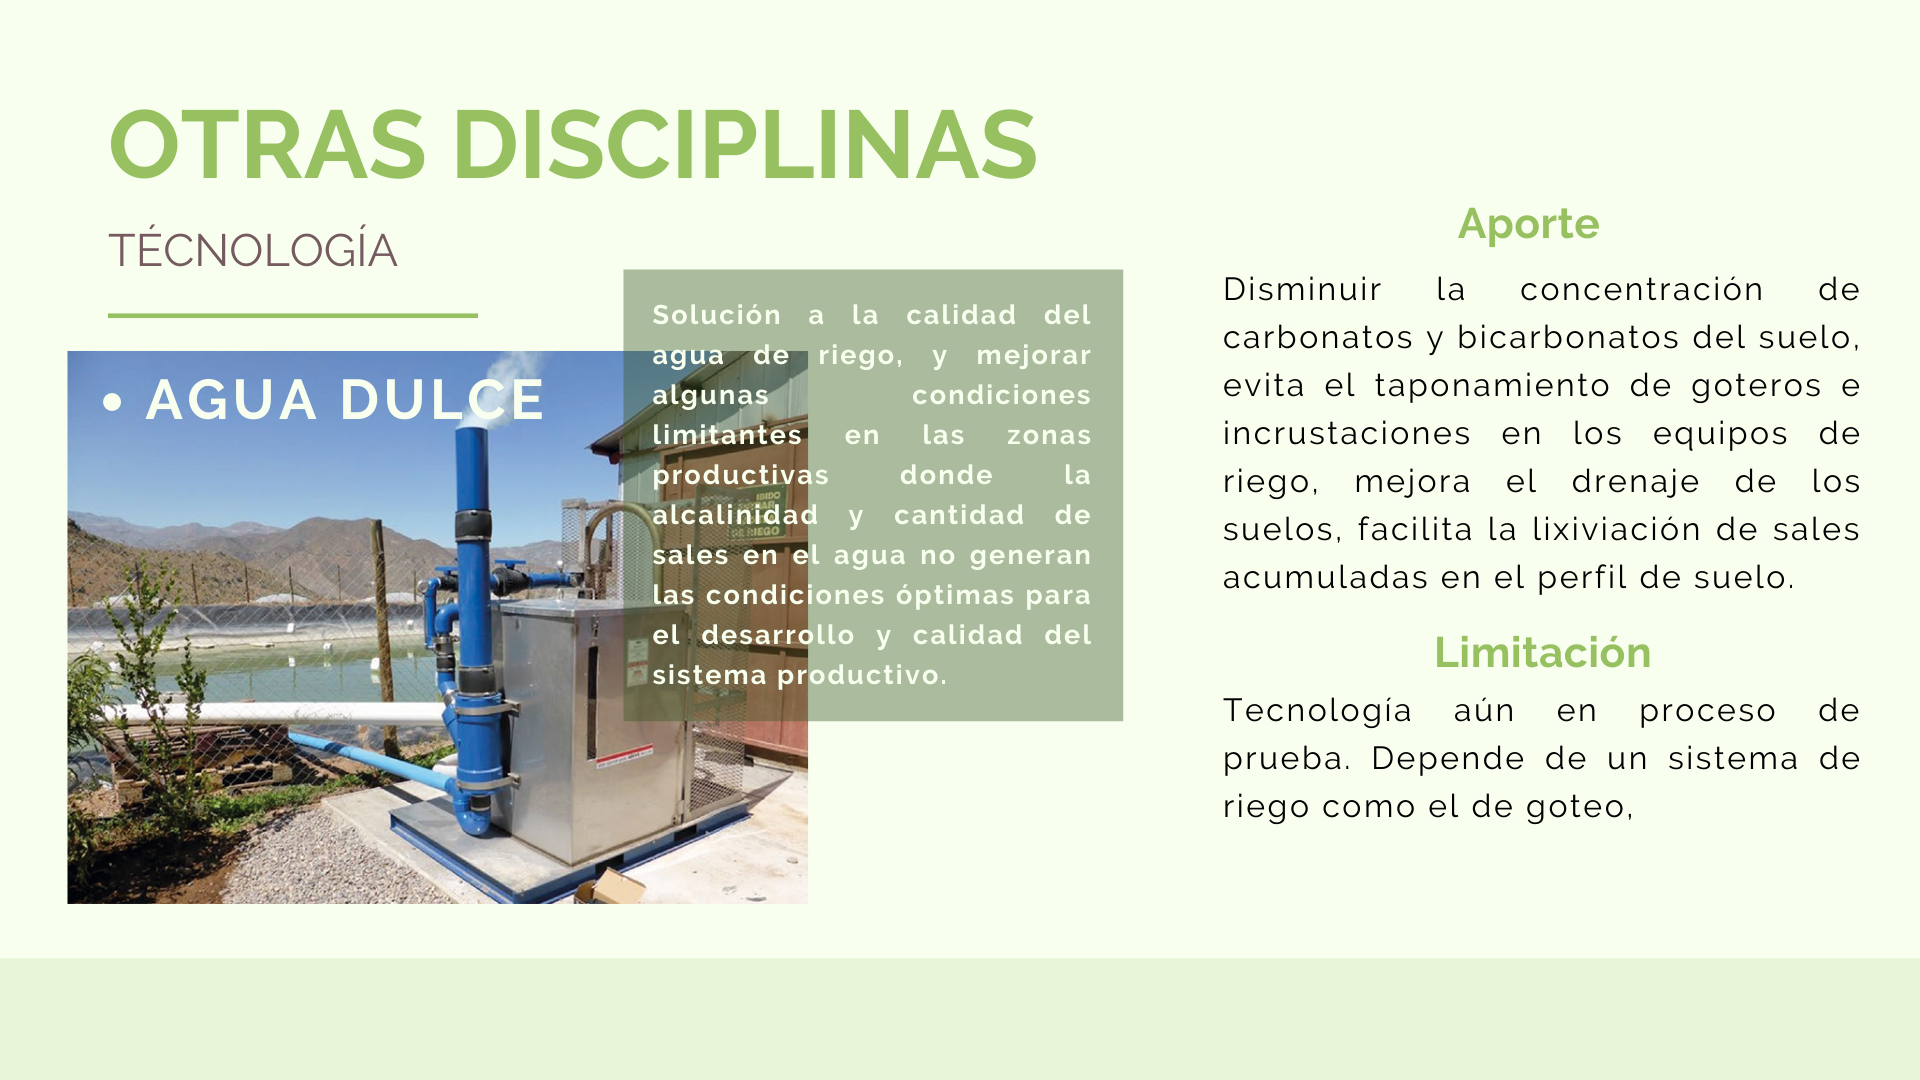 OTRAS DISCIPLINAS
TÉCNOLOGÍA
• AGUA DULCE
Solución a la calidad del
agua de riego, y mejorar
algunas condiciones
limitantes en las zonas
productivas donde la
alcalinidad y cantidad de
sales en el agua no generan
las condiciones óptimas para
el desarrollo y calidad del
sistema productivo.
Aporte
Disminuir la concentración de
carbonatos y bicarbonatos del suelo,
evita el taponamiento de goteros e
incrustaciones en los equipos de
riego, mejora el drenaje de los
suelos, facilita la lixiviación de sales
acumuladas en el perfil de suelo.
Limitación
Tecnología aún en proceso de
prueba. Depende de un sistema de
riego como el de goteo,